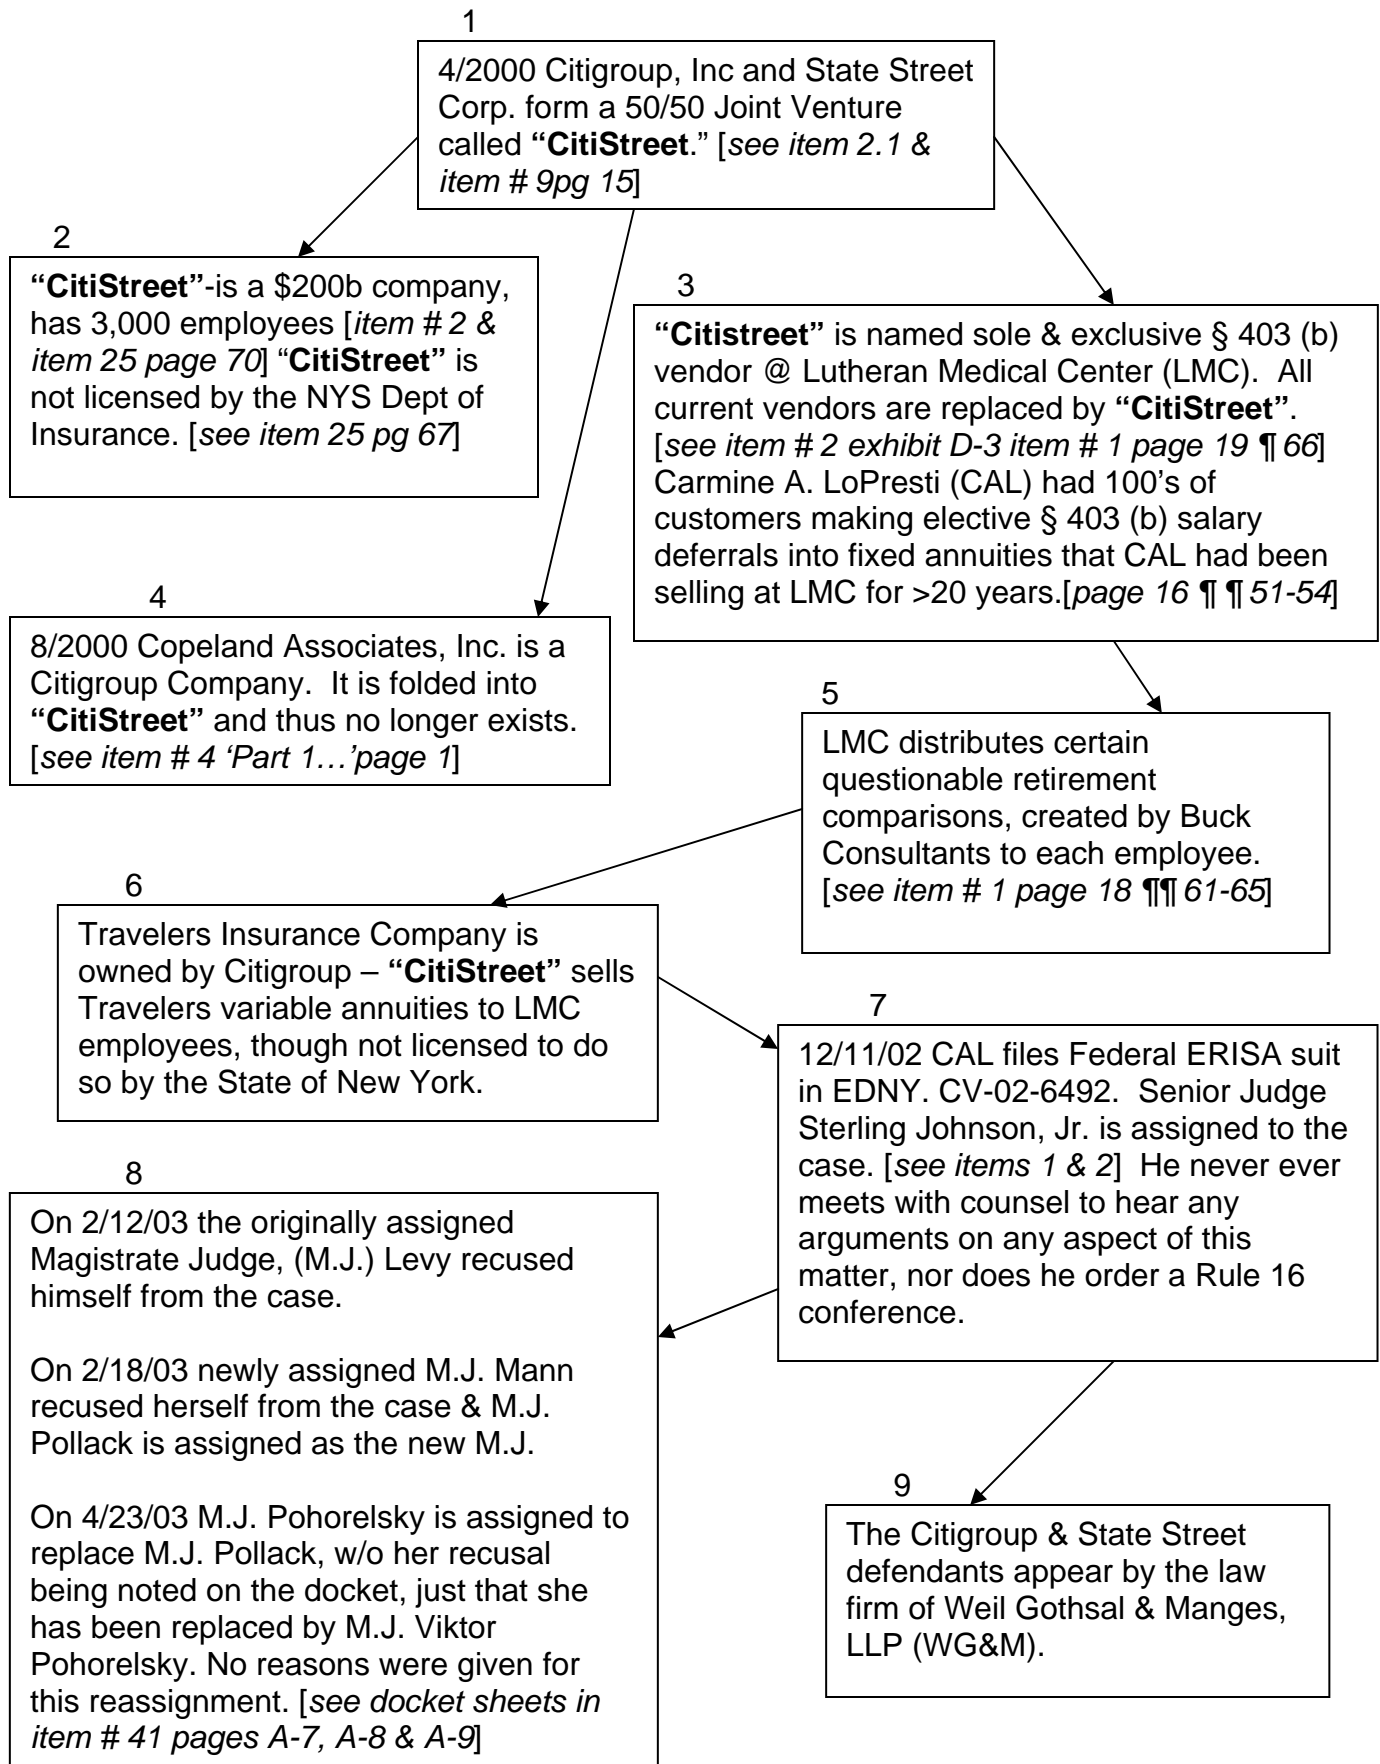 1
4/2000 Citigroup, Inc and State Street
Corp. form a 50/50 Joint Venture
called “CitiStreet.” [see item 2.1 &
item # 9pg 15]
2
“CitiStreet”-is a $200b company,
has 3,000 employees [item # 2 &
item 25 page 70] “CitiStreet” is
not licensed by the NYS Dept of
Insurance. [see item 25 pg 67]
3
“Citistreet” is named sole & exclusive § 403 (b)
vendor @ Lutheran Medical Center (LMC).  All
current vendors are replaced by “CitiStreet”.
[see item # 2 exhibit D-3 item # 1 page 19 ¶ 66]
Carmine A. LoPresti (CAL) had 100’s of
customers making elective § 403 (b) salary
deferrals into fixed annuities that CAL had been
selling at LMC for >20 years.[page 16 ¶ ¶ 51-54]
4
8/2000 Copeland Associates, Inc. is a
Citigroup Company.  It is folded into
“CitiStreet” and thus no longer exists.
[see item # 4 ‘Part 1…’page 1]
5
LMC distributes certain
questionable retirement
comparisons, created by Buck
Consultants to each employee.
[see item # 1 page 18 ¶¶ 61-65]
6
Travelers Insurance Company is
owned by Citigroup – “CitiStreet” sells
Travelers variable annuities to LMC
employees, though not licensed to do
so by the State of New York.
7
12/11/02 CAL files Federal ERISA suit
in EDNY. CV-02-6492.  Senior Judge
Sterling Johnson, Jr. is assigned to the
case. [see items 1 & 2]  He never ever
meets with counsel to hear any
arguments on any aspect of this
matter, nor does he order a Rule 16
conference.
8
On 2/12/03 the originally assigned
Magistrate Judge, (M.J.) Levy recused
himself from the case.
On 2/18/03 newly assigned M.J. Mann
recused herself from the case & M.J.
Pollack is assigned as the new M.J.
On 4/23/03 M.J. Pohorelsky is assigned to
replace M.J. Pollack, w/o her recusal
being noted on the docket, just that she
has been replaced by M.J. Viktor
Pohorelsky. No reasons were given for
this reassignment. [see docket sheets in
item # 41 pages A-7, A-8 & A-9]
9
The Citigroup & State Street
defendants appear by the law
firm of Weil Gothsal & Manges,
LLP (WG&M).